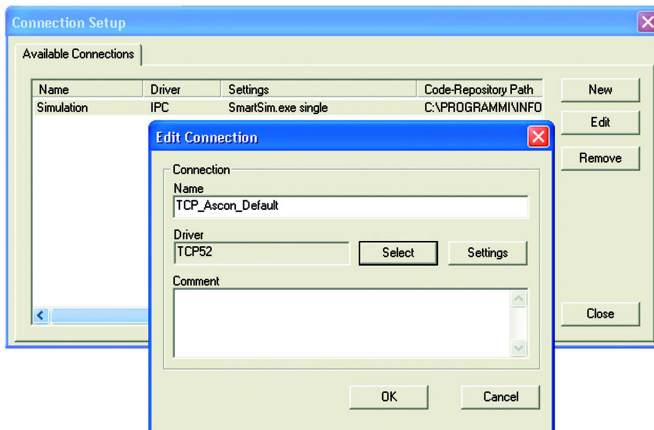 Connection Setup
Available Connections
Name Driver Settings Code-Repository Path
Simulation IPC SmartSim.exe single C:\PROGRAMMI\INFO
New
Edit
Remove
Close
Edit Connection
Connection
Name
TCP_Ascon_Default
Driver
TCP52 Select Settings
Comment
OK Cancel